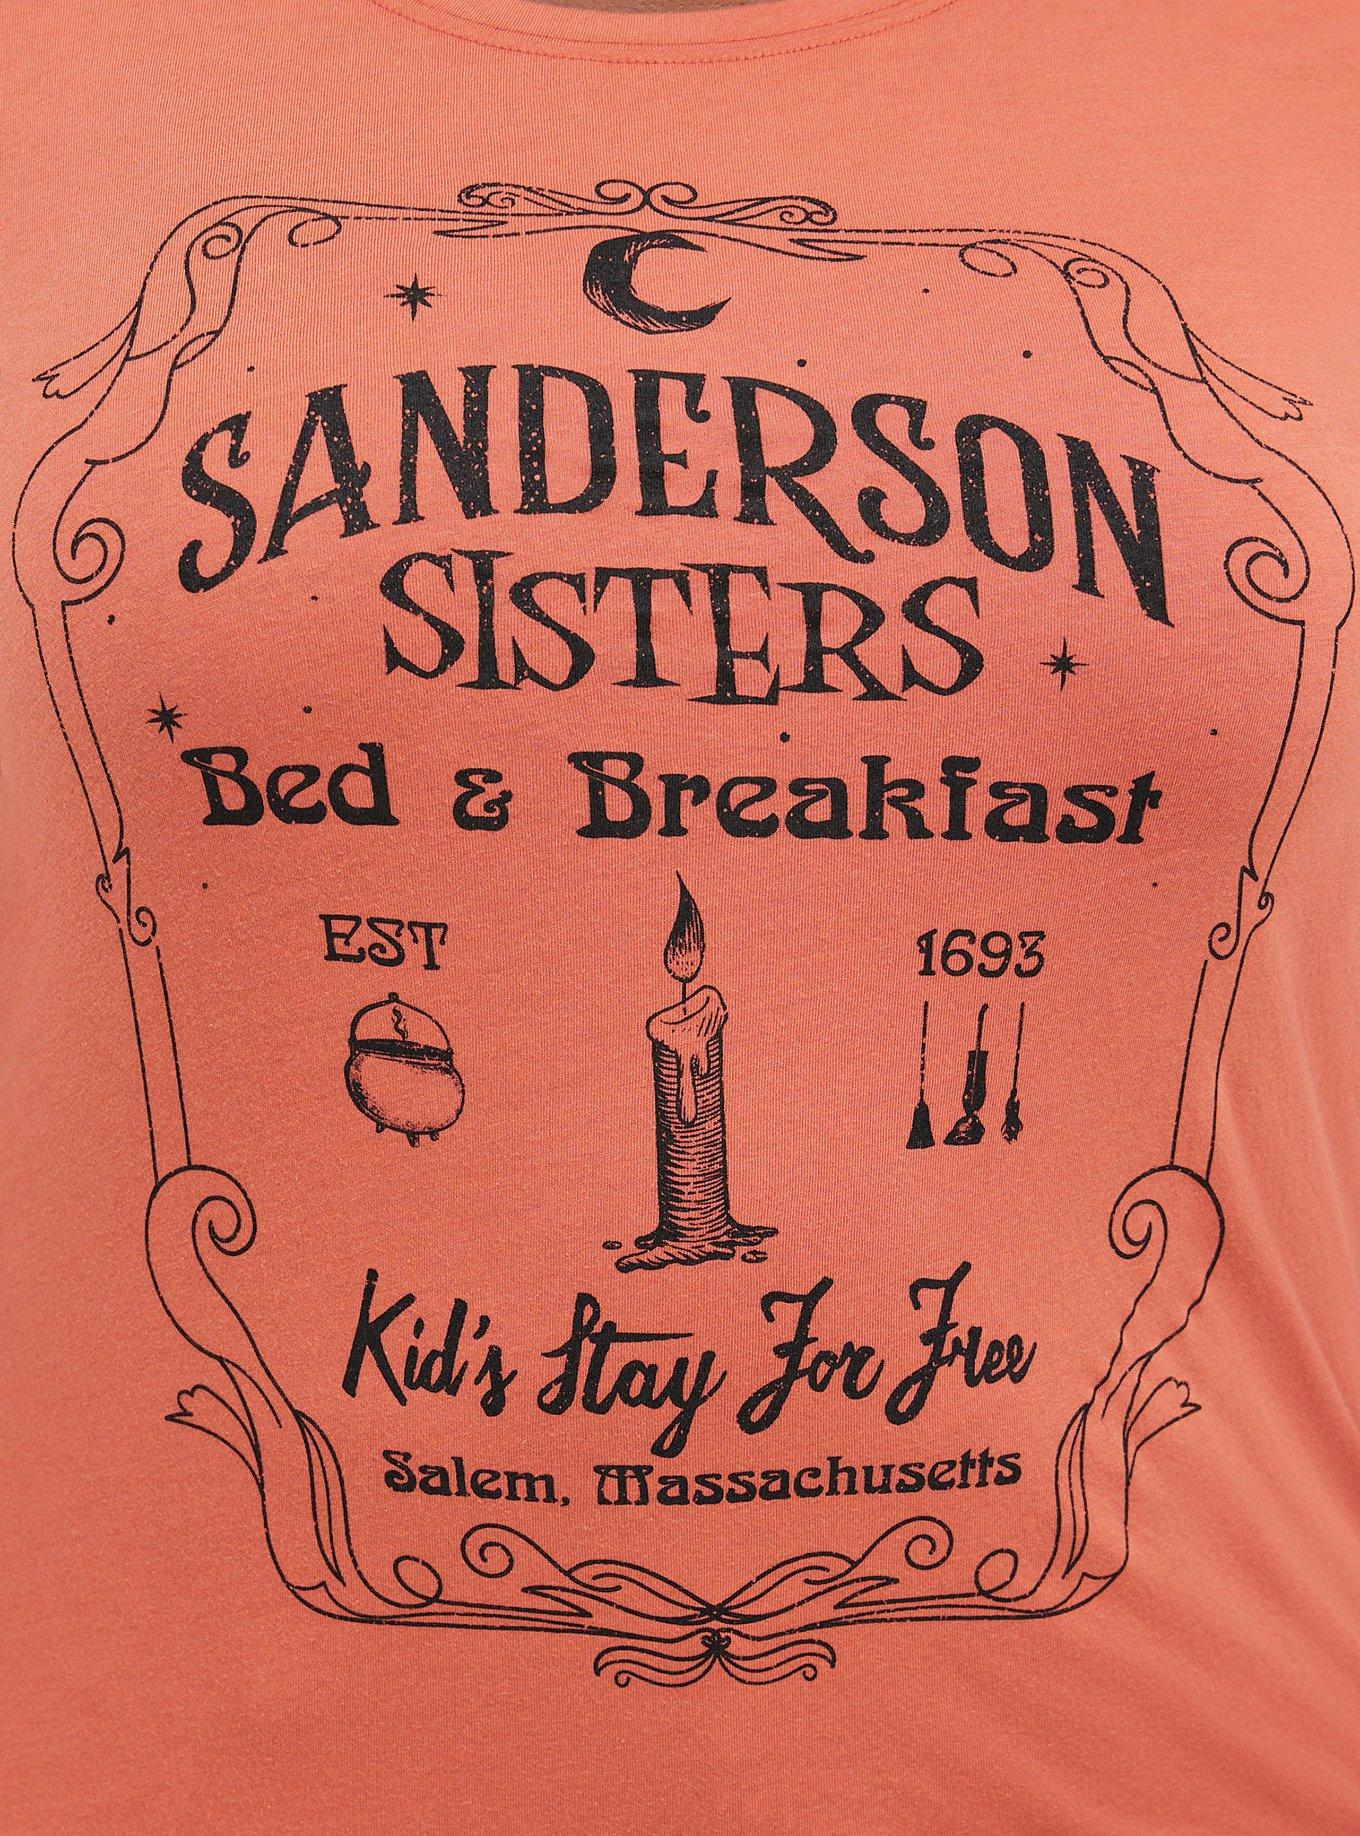 SANDERSON
SISTERS
Bed & Breakfast
EST 1693
Kid's Stay For Free
Salem, Massachusetts